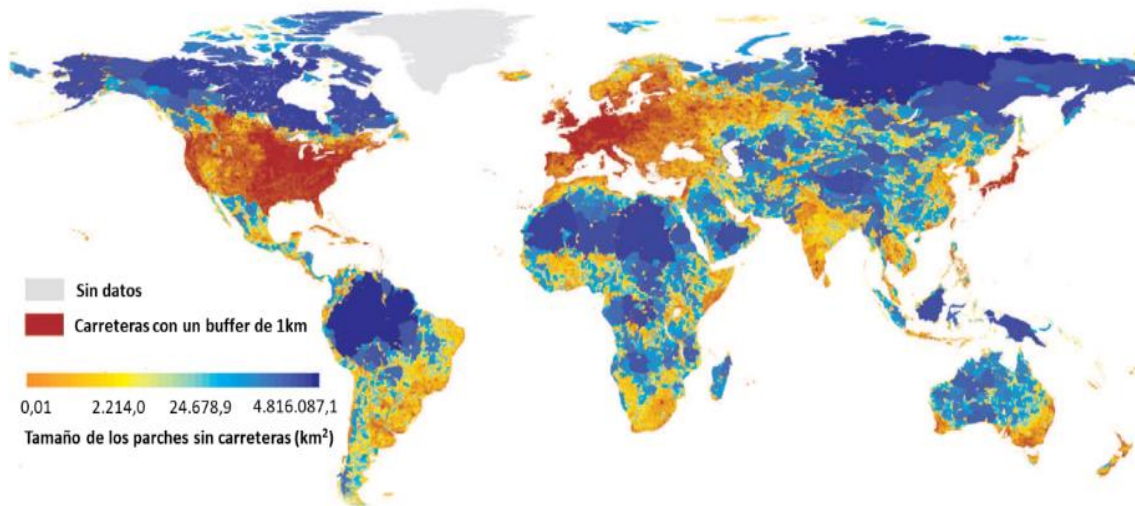 Sin datos
Carreteras con un buffer de 1km
0,01 2.214,0 24.678,9 4.816.087,1
Tamaño de los parches sin carreteras (km²)